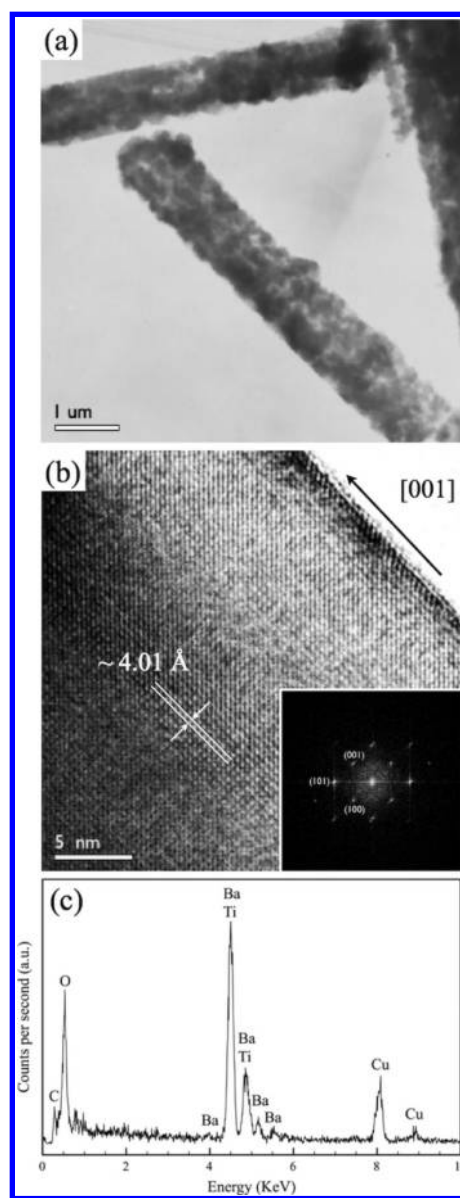 (a)
1 um
(b)
[001]
~ 4.01 Å
(001)
(101)
(100)
5 nm
(c)
Ba
Ti
O
Ba
Ti
Cu
C
Ba
Ba
Ba
Cu
Counts per second (a.u.)
0 2 4 6 8 10
Energy (KeV)